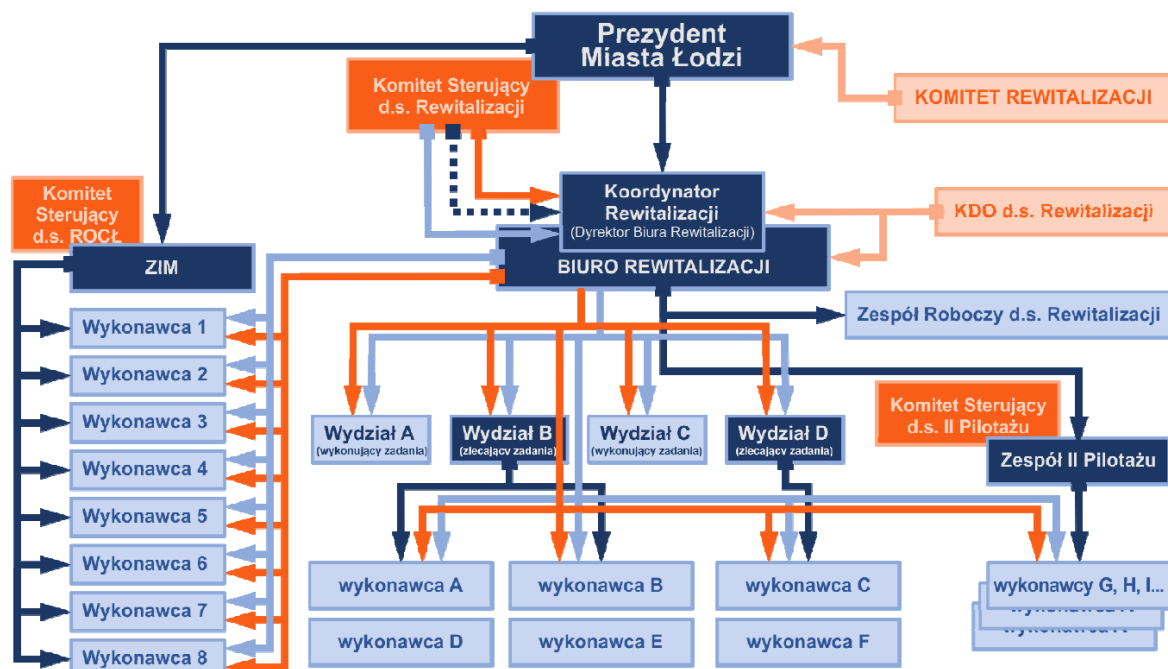 Prezydent
Miasta Łodzi
Komitet Sterujący
d.s. Rewitalizacji
KOMITET REWITALIZACJI
Koordynator
Rewitalizacji
(Dyrektor Biura Rewitalizacji)
KDO d.s. Rewitalizacji
Komitet
Sterujący
d.s. ROCŁ
ZIM
BIURO REWITALIZACJI
Zespół Roboczy d.s. Rewitalizacji
Wykonawca 1
Wykonawca 2
Wykonawca 3
Wykonawca 4
Wykonawca 5
Wykonawca 6
Wykonawca 7
Wykonawca 8
Komitet Sterujący
d.s. II Pilotażu
Zespół II Pilotażu
Wydział A
(wykonujący zadania)
Wydział B
(zlecający zadania)
Wydział C
(wykonujący zadania)
Wydział D
(zlecający zadania)
wykonawca A
wykonawca B
wykonawca C
wykonawcy G, H, I...
wykonawca D
wykonawca E
wykonawca F